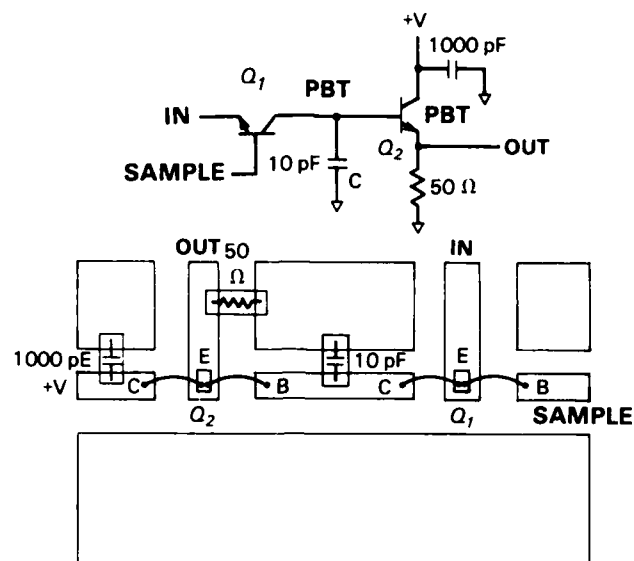 +V
1000 pF
Q1
PBT
IN
PBT
Q2
OUT
SAMPLE
10 pF
C
50 Ω
OUT 50 Ω
IN
1000 pE
E
10 pF
E
+V
C
B
C
B
Q2
Q1
SAMPLE